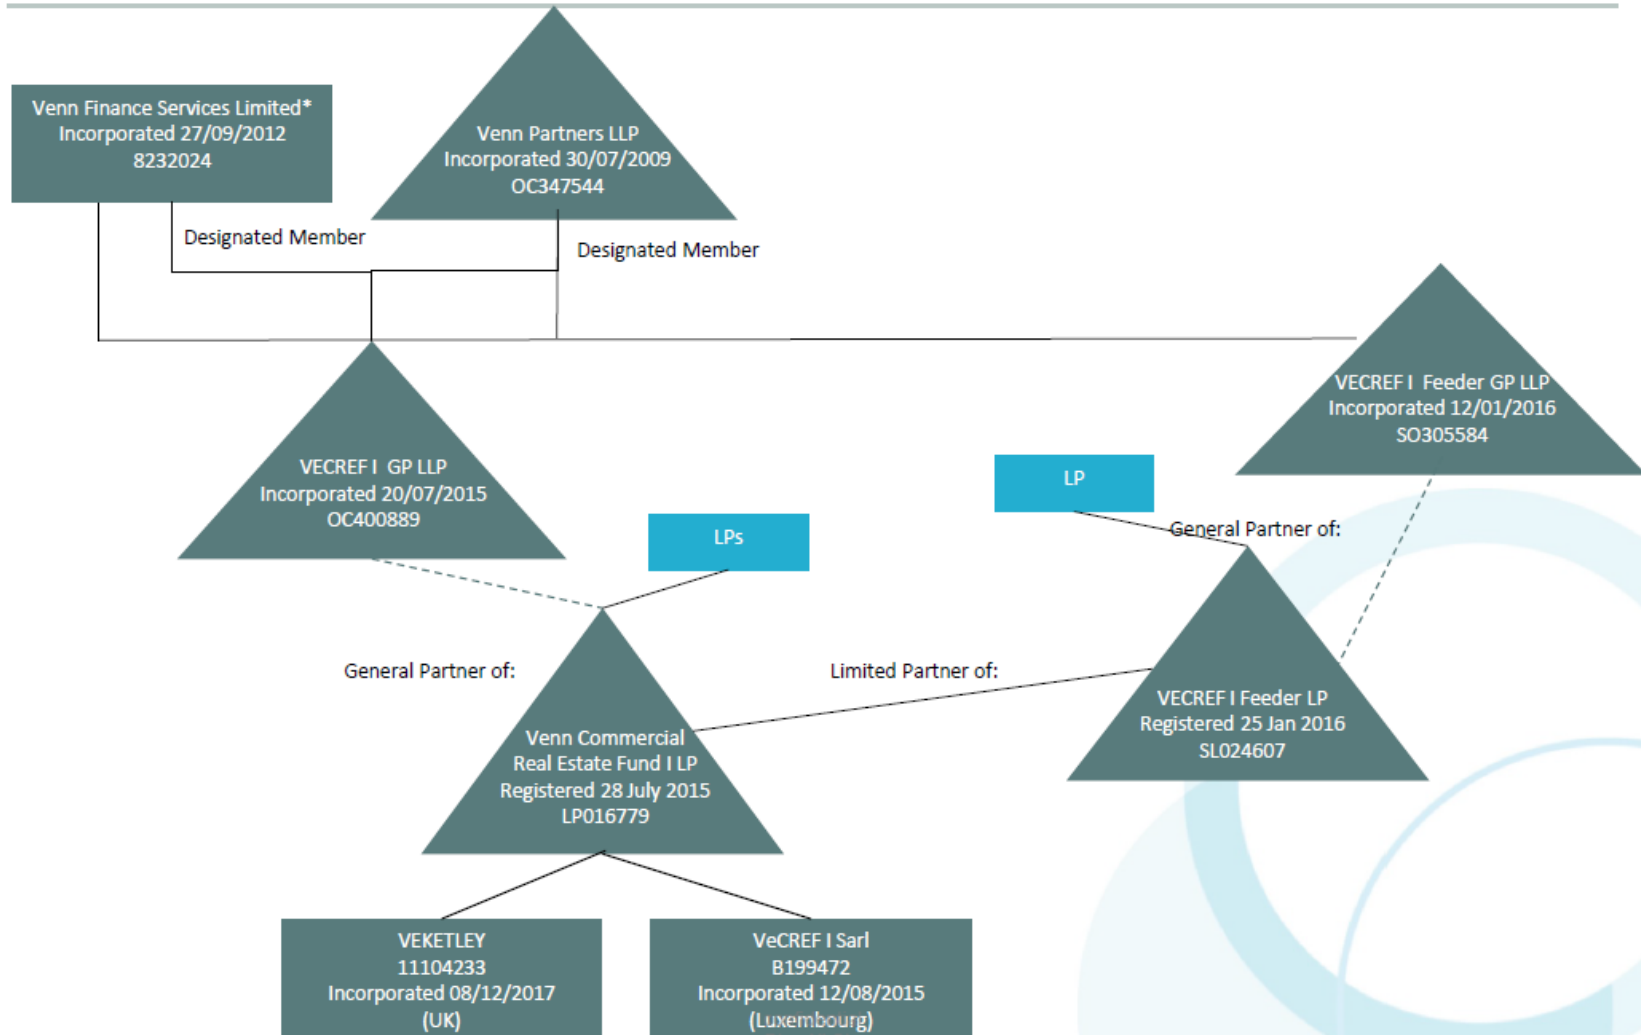 Venn Finance Services Limited*
Incorporated 27/09/2012
8232024
Venn Partners LLP
Incorporated 30/07/2009
OC347544
Designated Member
Designated Member
VECREF I Feeder GP LLP
Incorporated 12/01/2016
SO305584
VECREF I GP LLP
Incorporated 20/07/2015
OC400889
LP
LPs
General Partner of:
General Partner of:
Limited Partner of:
VECREF I Feeder LP
Registered 25 Jan 2016
SL024607
Venn Commercial
Real Estate Fund I LP
Registered 28 July 2015
LP016779
VEKETLEY
11104233
Incorporated 08/12/2017
(UK)
VeCREF I Sarl
B199472
Incorporated 12/08/2015
(Luxembourg)